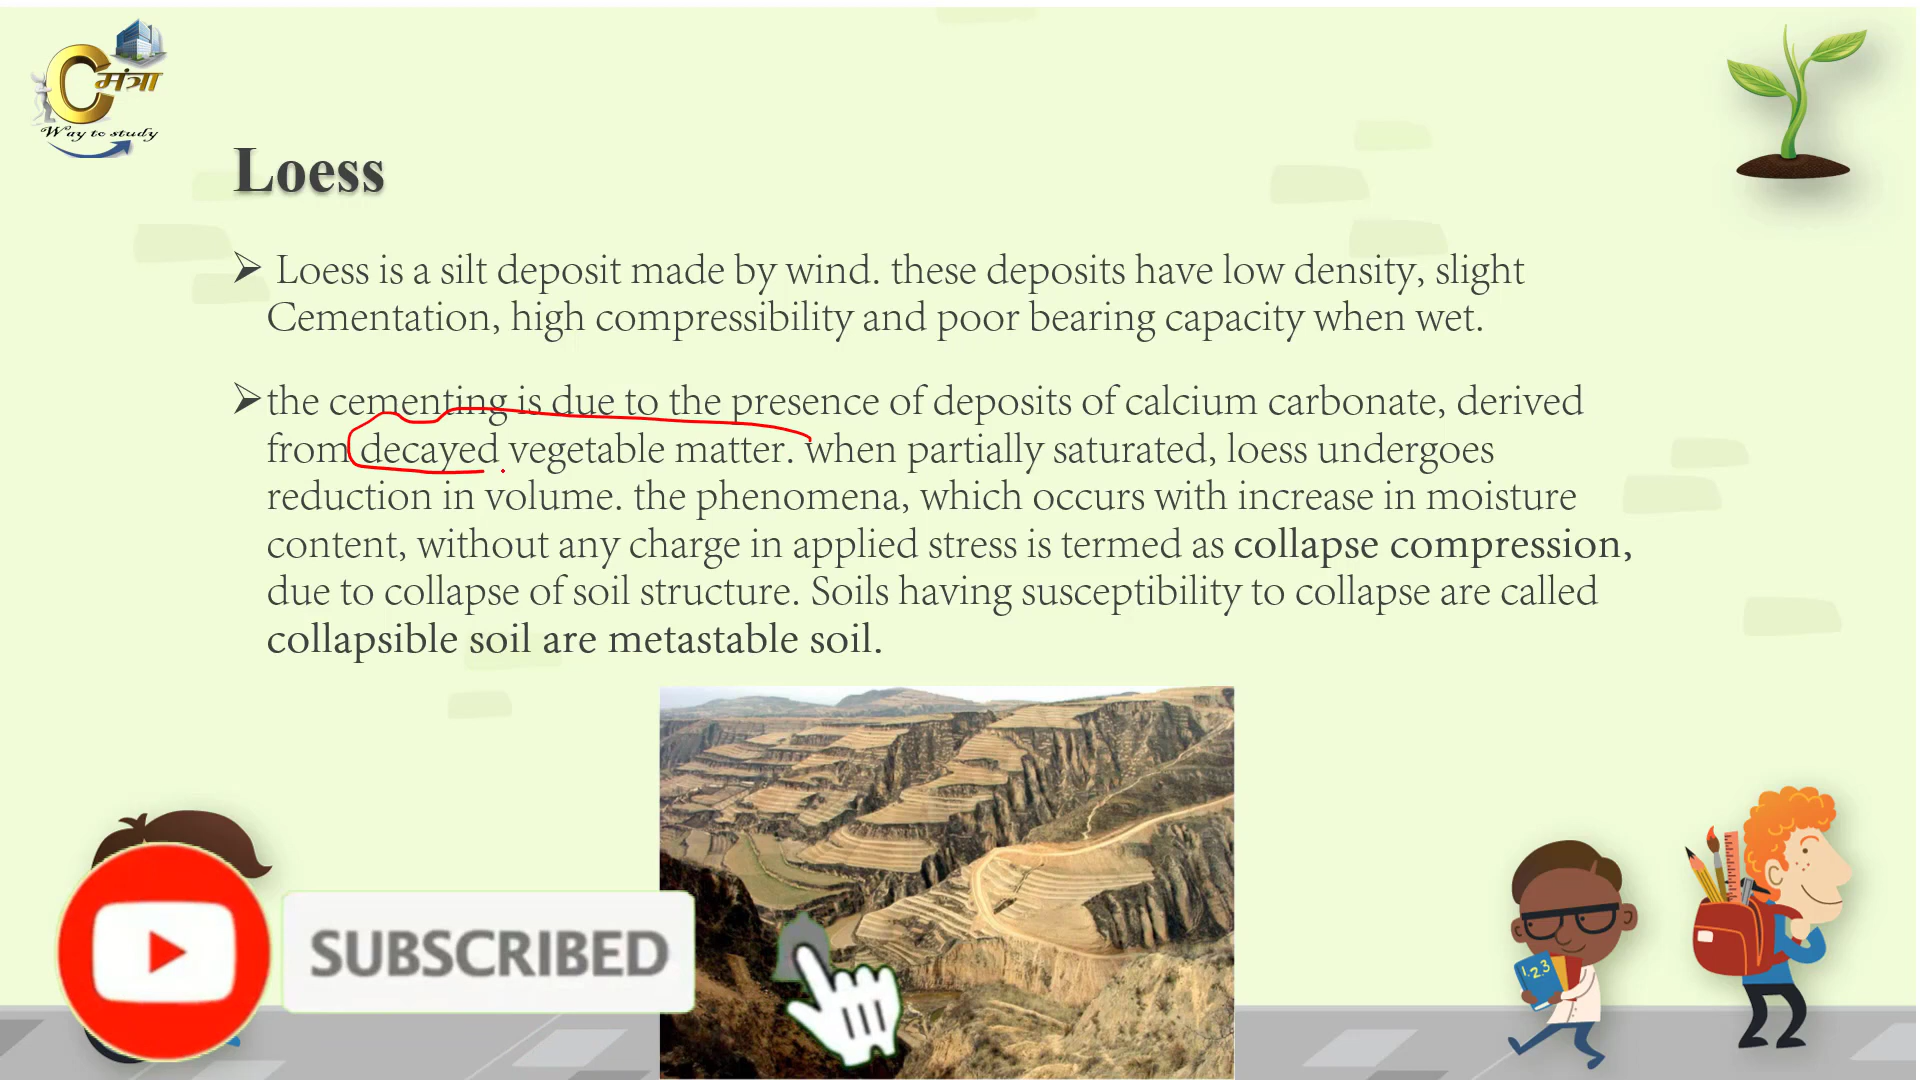 C मंत्रा
Way to study
Loess
➢ Loess is a silt deposit made by wind. these deposits have low density, slight
Cementation, high compressibility and poor bearing capacity when wet.
➢ the cementing is due to the presence of deposits of calcium carbonate, derived
from decayed vegetable matter. when partially saturated, loess undergoes
reduction in volume. the phenomena, which occurs with increase in moisture
content, without any charge in applied stress is termed as collapse compression,
due to collapse of soil structure. Soils having susceptibility to collapse are called
collapsible soil are metastable soil.
SUBSCRIBED
1.2.3